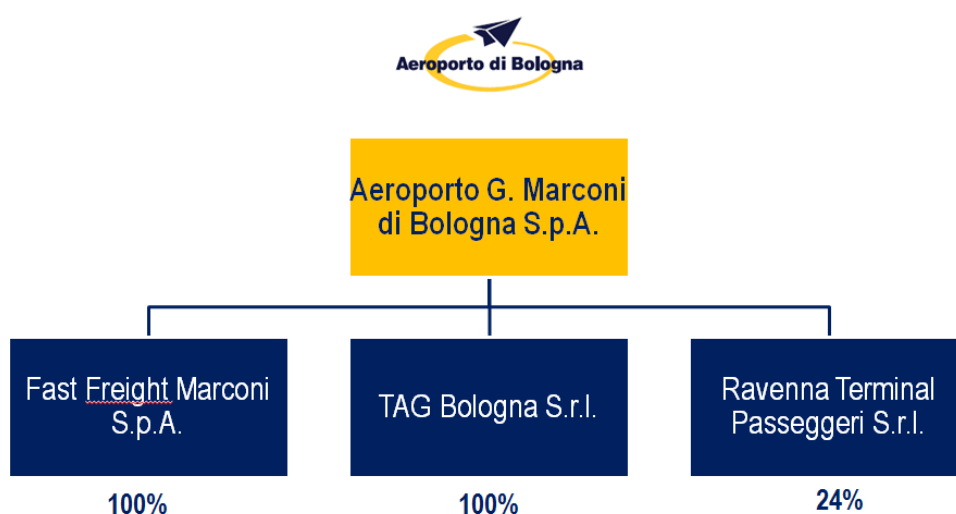 Aeroporto di Bologna
Aeroporto G. Marconi
di Bologna S.p.A.
Fast Freight Marconi
S.p.A.
TAG Bologna S.r.l.
Ravenna Terminal
Passeggeri S.r.l.
100%
100%
24%